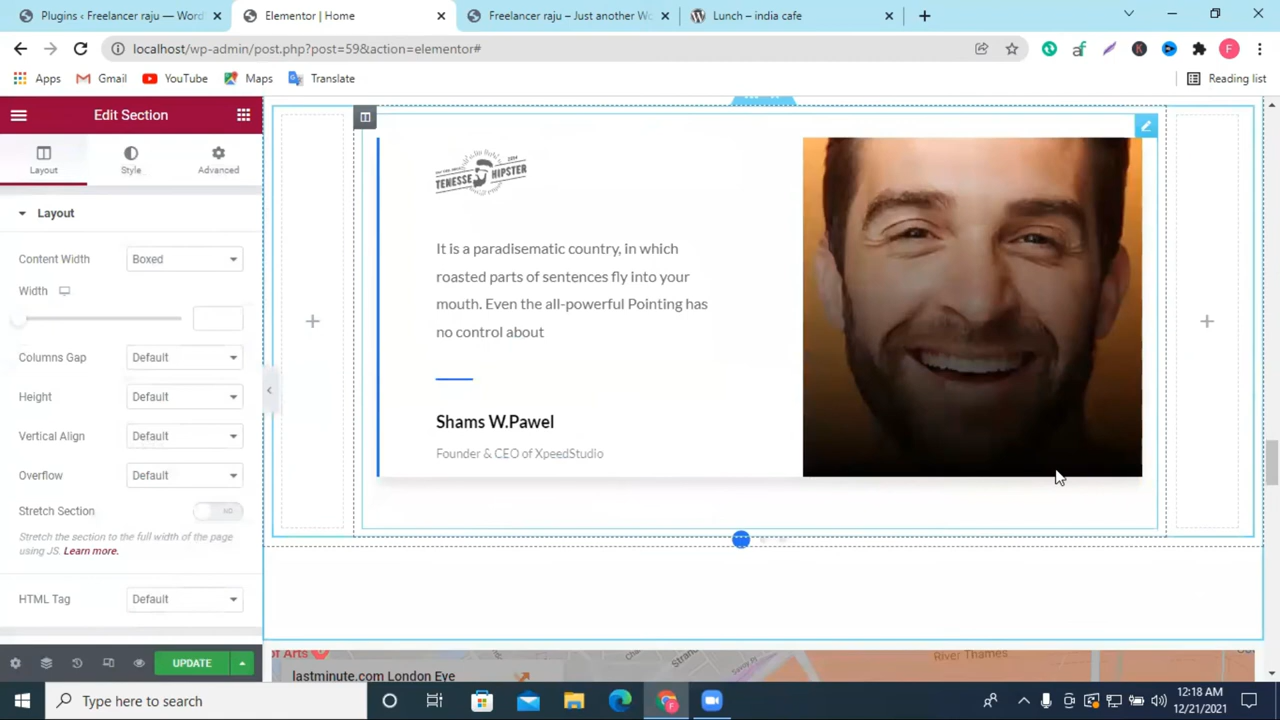 Plugins ‹ Freelancer raju — Word
Elementor | Home
Freelancer raju – Just another Wo
Lunch – india cafe
localhost/wp-admin/post.php?post=59&action=elementor#
Apps
Gmail
YouTube
Maps
Translate
Reading list
Edit Section
Layout
Style
Advanced
Layout
Content Width
Boxed
Width
Columns Gap
Default
Height
Default
Vertical Align
Default
Overflow
Default
Stretch Section
NO
Stretch the section to the full width of the page
using JS. Learn more.
HTML Tag
Default
UPDATE
TENESSE HIPSTER
It is a paradisematic country, in which
roasted parts of sentences fly into your
mouth. Even the all-powerful Pointing has
no control about
Shams W.Pawel
Founder & CEO of XpeedStudio
of Arts
lastminute.com London Eye
River Thames
Type here to search
12:18 AM
12/21/2021